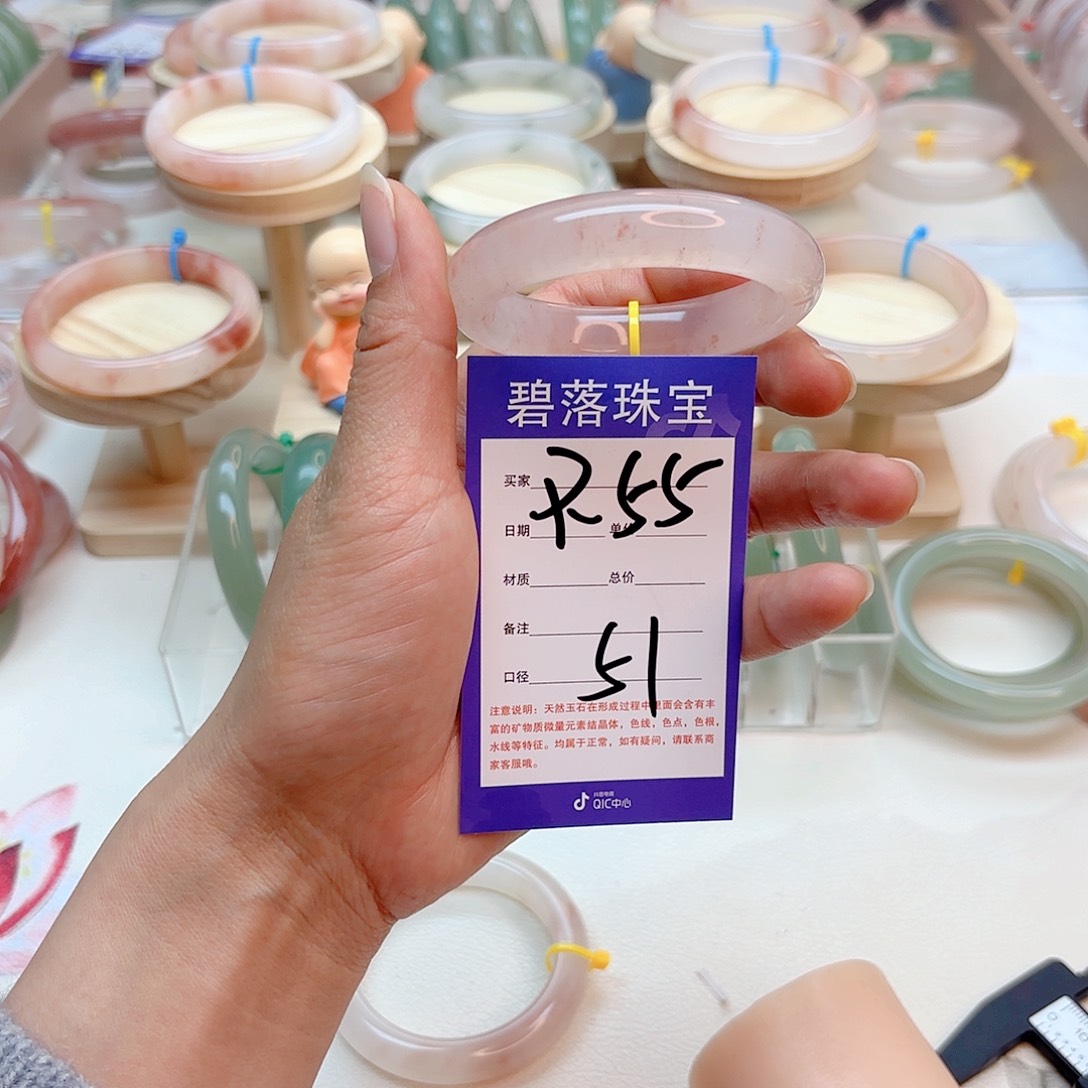 碧落珠宝
买家 R55
日期 单价
材质 总价
备注
口径 51
注意说明：天然玉石在形成过程中里面会含有丰
富的矿物质微量元素结晶体，色线，色点，色根，
水线等特征。均属于正常，如有疑问，请联系商
家客服哦。
抖音电商
QIC中心